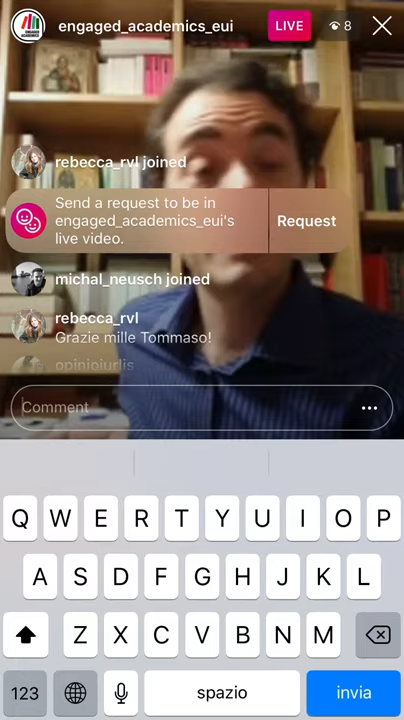 engaged_academics_eui
LIVE
8
rebecca_rvl joined
Send a request to be in
engaged_academics_eui's
live video.
Request
michal_neusch joined
rebecca_rvl
Grazie mille Tommaso!
opinioiurlis
Comment
Q W E R T Y U I O P
A S D F G H J K L
Z X C V B N M
123
spazio
invia